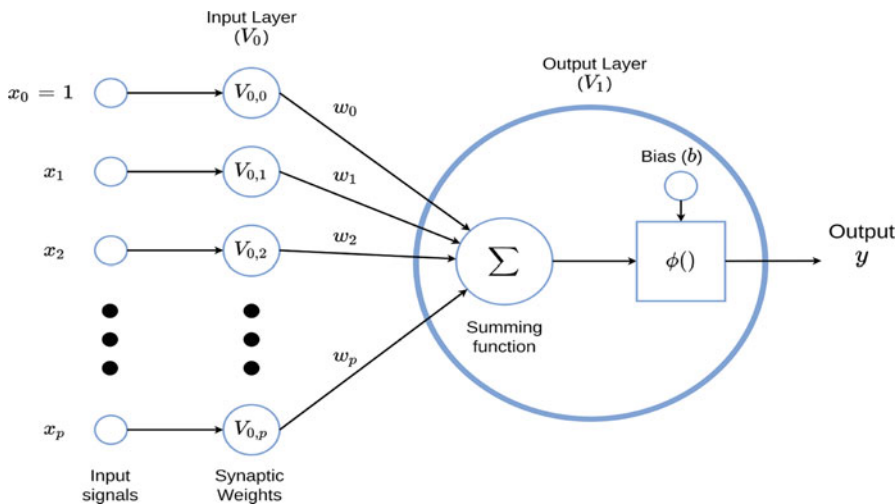 Input Layer
(V₀)
x₀ = 1
V₀,₀
w₀
Output Layer
(V₁)
x₁
V₀,₁
w₁
Bias (b)
x₂
V₀,₂
w₂
∑
ϕ()
Output
y
Summing
function
wₚ
xₚ
V₀,ₚ
Input
signals
Synaptic
Weights